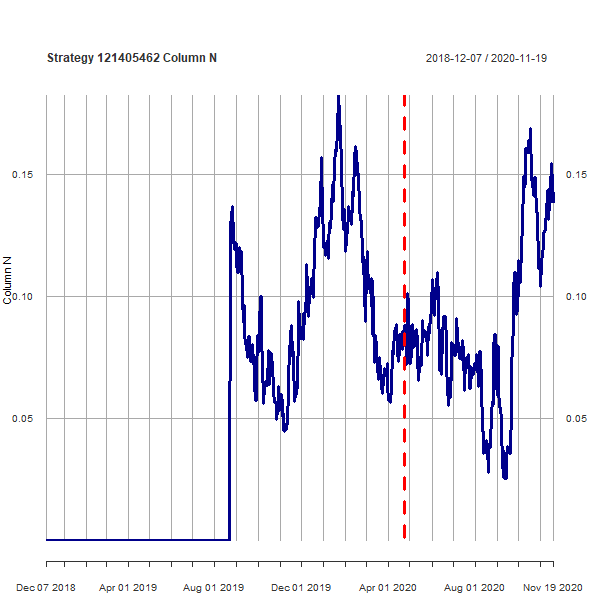 Strategy 121405462 Column N
2018-12-07 / 2020-11-19
0.15
0.15
0.10
0.10
0.05
0.05
Column N
Dec 07 2018
Apr 01 2019
Aug 01 2019
Dec 01 2019
Apr 01 2020
Aug 01 2020
Nov 19 2020